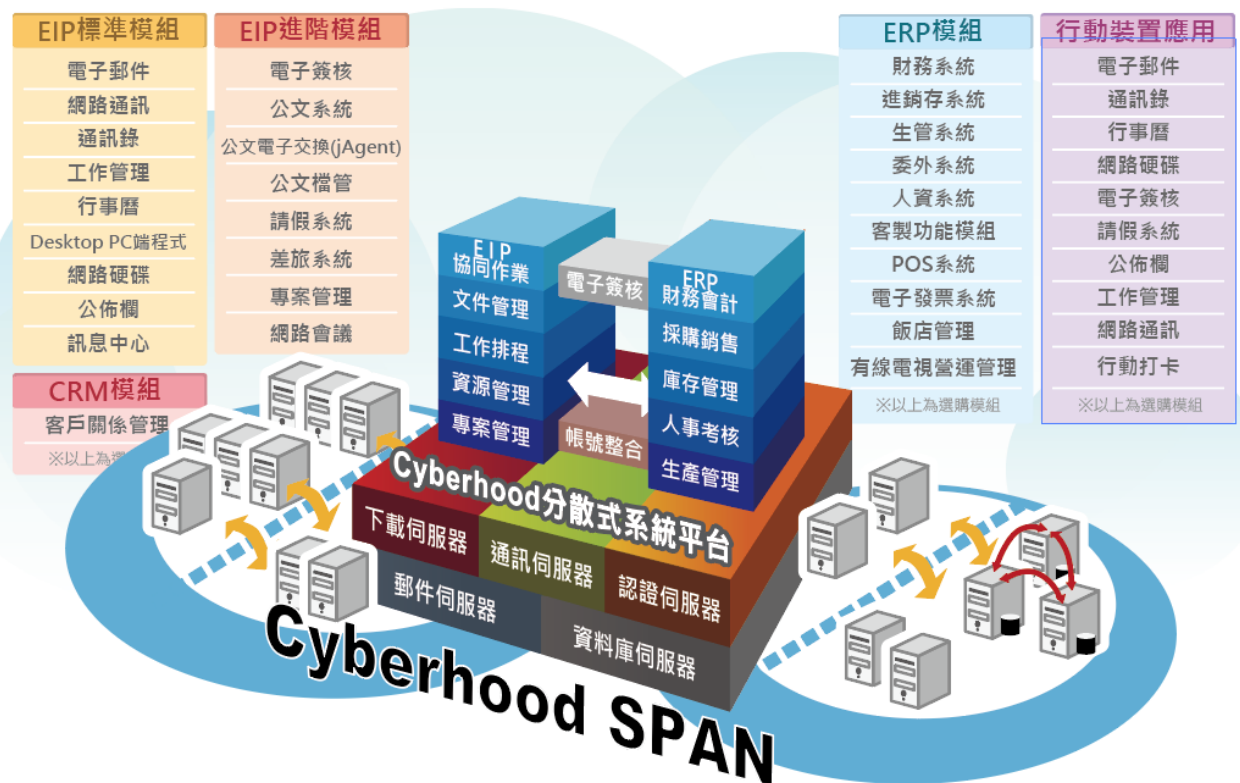 EIP標準模組
電子郵件
網路通訊
通訊錄
工作管理
行事曆
Desktop PC端程式
網路硬碟
公佈欄
訊息中心
EIP進階模組
電子簽核
公文系統
公文電子交換(jAgent)
公文檔管
請假系統
差旅系統
專案管理
網路會議
CRM模組
客戶關係管理
※以上為選
ERP模組
財務系統
進銷存系統
生管系統
委外系統
人資系統
客製功能模組
POS系統
電子發票系統
飯店管理
有線電視營運管理
※以上為選購模組
行動裝置應用
電子郵件
通訊錄
行事曆
網路硬碟
電子簽核
請假系統
公佈欄
工作管理
網路通訊
行動打卡
※以上為選購模組
EIP
協同作業
文件管理
工作排程
資源管理
專案管理
電子簽核
帳號整合
ERP
財務會計
採購銷售
庫存管理
人事考核
生產管理
Cyberhood分散式系統平台
下載伺服器
通訊伺服器
認證伺服器
郵件伺服器
資料庫伺服器
Cyberhood SPAN